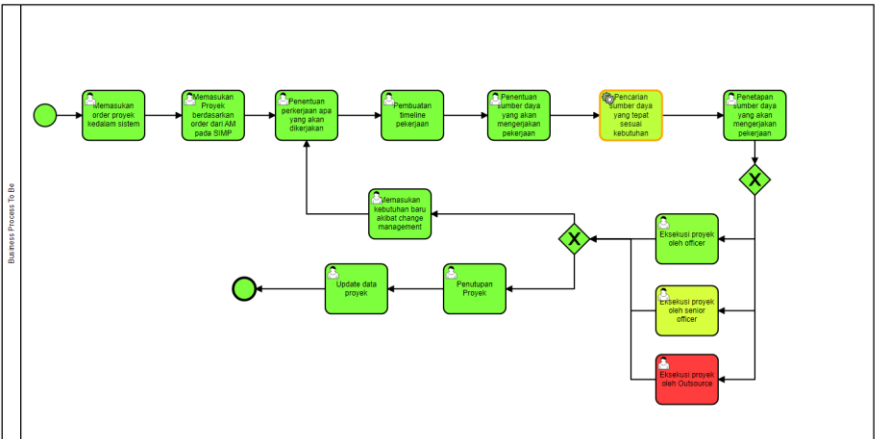 Business Process To Be
Memasukan
order proyek
kedalam sistem
Memasukan
Proyek
berdasarkan
order dari AM
pada SIMP
Penentuan
perkerjaan apa
yang akan
dikerjakan
Pembuatan
timeline
pekerjaan
Penentuan
sumber daya
yang akan
mengerjakan
pekerjaan
Pencarian
sumber daya
yang tepat
sesuai
kebutuhan
Penetapan
sumber daya
yang akan
mengerjakan
pekerjaan
X
Memasukan
kebutuhan baru
akibat change
management
X
Eksekusi proyek
oleh officer
Update data
proyek
Penutupan
Proyek
Eksekusi proyek
oleh senior
officer
Eksekusi proyek
oleh Outsource